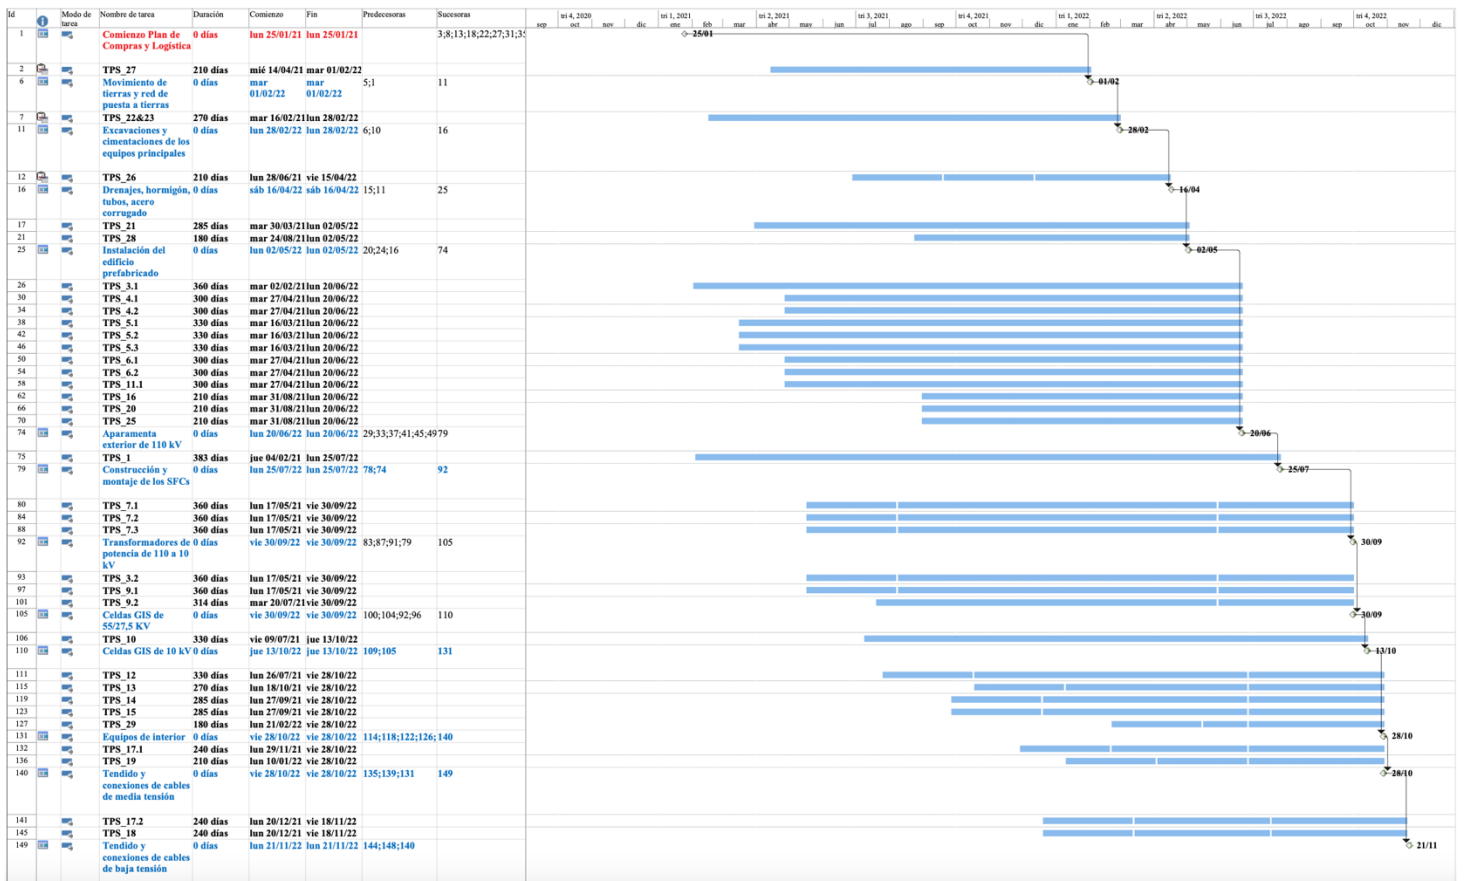 Id Modo de tarea Nombre de tarea Duración Comienzo Fin Predecesoras Sucesoras
tri 4, 2020 tri 1, 2021 tri 2, 2021 tri 3, 2021 tri 4, 2021 tri 1, 2022 tri 2, 2022 tri 3, 2022 tri 4, 2022
sep oct nov dic ene feb mar abr may jun jul ago sep oct nov dic ene feb mar abr may jun jul ago sep oct nov dic
1 Comienzo Plan de 0 días lun 25/01/21 lun 25/01/21 3;8;13;18;22;27;31;35 25/01
Compras y Logística
2 TPS_27 210 días mié 14/04/21 mar 01/02/22
6 Movimiento de 0 días mar mar 5;1 11 01/02
tierras y red de 01/02/22 01/02/22
puesta a tierras
7 TPS_22&23 270 días mar 16/02/21 lun 28/02/22
11 Excavaciones y 0 días lun 28/02/22 lun 28/02/22 6;10 16 28/02
cimentaciones de los
equipos principales
12 TPS_26 210 días lun 28/06/21 vie 15/04/22
16 Drenajes, hormigón, 0 días sáb 16/04/22 sáb 16/04/22 15;11 25 16/04
tubos, acero
corrugado
17 TPS_21 285 días mar 30/03/21 lun 02/05/22
21 TPS_28 180 días mar 24/08/21 lun 02/05/22
25 Instalación del 0 días lun 02/05/22 lun 02/05/22 20;24;16 74 02/05
edificio
prefabricado
26 TPS_3.1 360 días mar 02/02/21 lun 20/06/22
30 TPS_4.1 300 días mar 27/04/21 lun 20/06/22
34 TPS_4.2 300 días mar 27/04/21 lun 20/06/22
38 TPS_5.1 330 días mar 16/03/21 lun 20/06/22
42 TPS_5.2 330 días mar 16/03/21 lun 20/06/22
46 TPS_5.3 330 días mar 16/03/21 lun 20/06/22
50 TPS_6.1 300 días mar 27/04/21 lun 20/06/22
54 TPS_6.2 300 días mar 27/04/21 lun 20/06/22
58 TPS_11.1 300 días mar 27/04/21 lun 20/06/22
62 TPS_16 210 días mar 31/08/21 lun 20/06/22
66 TPS_20 210 días mar 31/08/21 lun 20/06/22
70 TPS_25 210 días mar 31/08/21 lun 20/06/22
74 Aparamenta 0 días lun 20/06/22 lun 20/06/22 29;33;37;41;45;49 79 20/06
exterior de 110 kV
75 TPS_1 383 días jue 04/02/21 lun 25/07/22
79 Construcción y 0 días lun 25/07/22 lun 25/07/22 78;74 92 25/07
montaje de los SFCs
80 TPS_7.1 360 días lun 17/05/21 vie 30/09/22
84 TPS_7.2 360 días lun 17/05/21 vie 30/09/22
88 TPS_7.3 360 días lun 17/05/21 vie 30/09/22
92 Transformadores de 0 días vie 30/09/22 vie 30/09/22 83;87;91;79 105 30/09
potencia de 110 a 10
kV
93 TPS_3.2 360 días lun 17/05/21 vie 30/09/22
97 TPS_9.1 360 días lun 17/05/21 vie 30/09/22
101 TPS_9.2 314 días mar 20/07/21 vie 30/09/22
105 Celdas GIS de 0 días vie 30/09/22 vie 30/09/22 100;104;92;96 110 30/09
55/27,5 KV
106 TPS_10 330 días vie 09/07/21 jue 13/10/22
110 Celdas GIS de 10 kV 0 días jue 13/10/22 jue 13/10/22 109;105 131 13/10
111 TPS_12 330 días lun 26/07/21 vie 28/10/22
115 TPS_13 270 días lun 18/10/21 vie 28/10/22
119 TPS_14 285 días lun 27/09/21 vie 28/10/22
123 TPS_15 285 días lun 27/09/21 vie 28/10/22
127 TPS_29 180 días lun 21/02/22 vie 28/10/22
131 Equipos de interior 0 días vie 28/10/22 vie 28/10/22 114;118;122;126; 140 28/10
132 TPS_17.1 240 días lun 29/11/21 vie 28/10/22
136 TPS_19 210 días lun 10/01/22 vie 28/10/22
140 Tendido y 0 días vie 28/10/22 vie 28/10/22 135;139;131 149 28/10
conexiones de cables
de media tensión
141 TPS_17.2 240 días lun 20/12/21 vie 18/11/22
145 TPS_18 240 días lun 20/12/21 vie 18/11/22
149 Tendido y 0 días lun 21/11/22 lun 21/11/22 144;148;140 21/11
conexiones de cables
de baja tensión